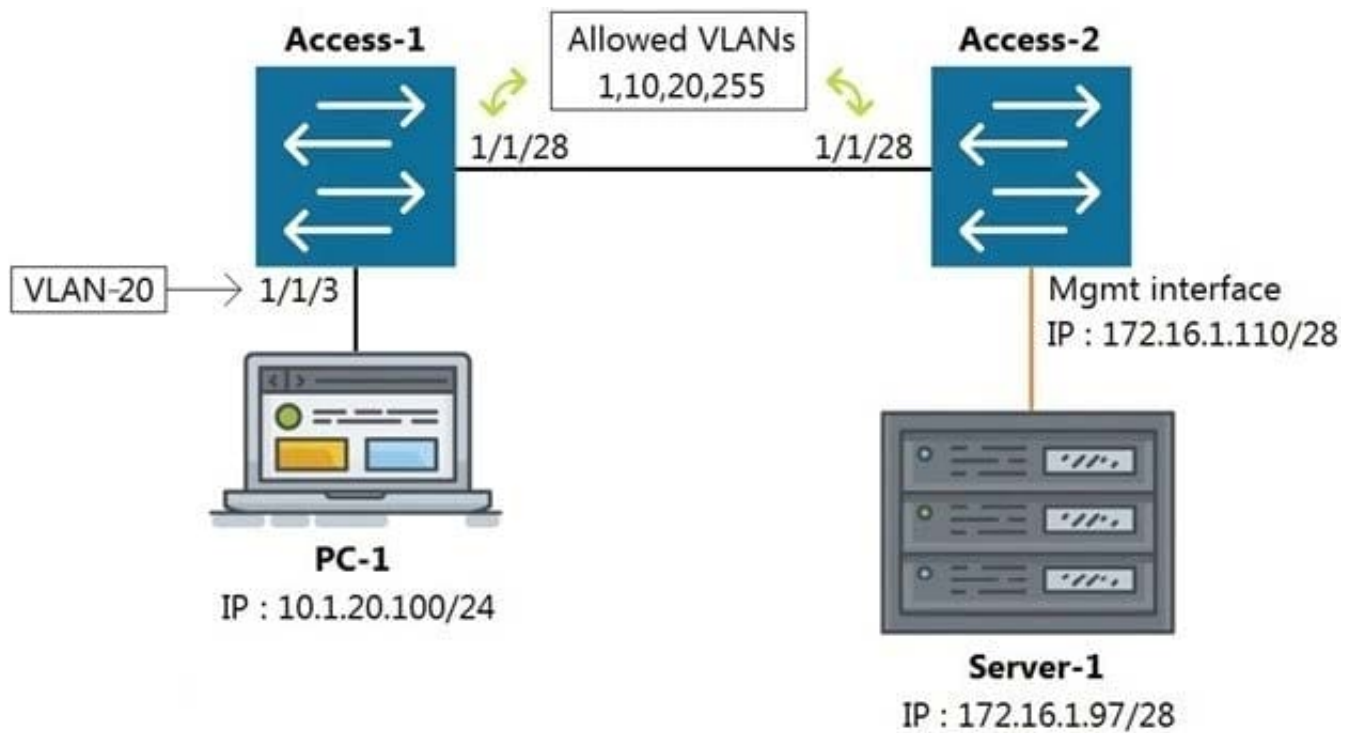 Access-1
Allowed VLANs
1,10,20,255
Access-2
1/1/28
1/1/28
VLAN-20
1/1/3
Mgmt interface
IP : 172.16.1.110/28
PC-1
IP : 10.1.20.100/24
Server-1
IP : 172.16.1.97/28